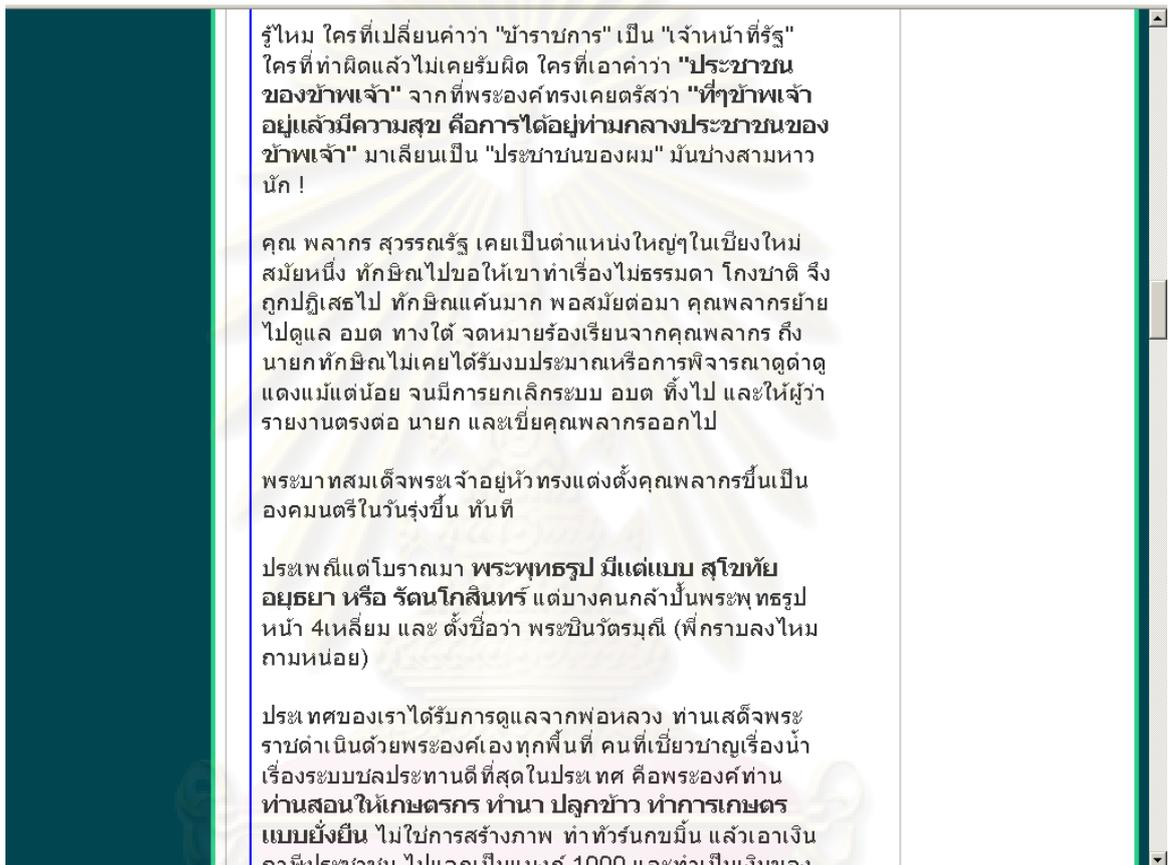 รู้ไหม ใครที่เปลี่ยนคำว่า "ข้าราชการ" เป็น "เจ้าหน้าที่รัฐ"
ใครที่ทำผิดแล้วไม่เคยรับผิด ใครที่เอาคำว่า "ประชาชน
ของข้าพเจ้า" จากที่พระองค์ทรงเคยตรัสว่า "ที่ๆข้าพเจ้า
อยู่แล้วมีความสุข คือการได้อยู่ท่ามกลางประชาชนของ
ข้าพเจ้า" มาเลียนเป็น "ประชาชนของผม" มันช่างสามหาว
นัก !
คุณ พลากร สุวรรณรัฐ เคยเป็นตำแหน่งใหญ่ๆในเชียงใหม่
สมัยหนึ่ง ทักษิณไปขอให้เขาทำเรื่องไม่ธรรมดา โกงชาติ จึง
ถูกปฏิเสธไป ทักษิณแค้นมาก พอสมัยต่อมา คุณพลากรย้าย
ไปดูแล อบต ทางใต้ จดหมายร้องเรียนจากคุณพลากร ถึง
นายกทักษิณไม่เคยได้รับงบประมาณหรือการพิจารณาดูดำดู
แดงแม้แต่น้อย จนมีการยกเลิกระบบ อบต ทิ้งไป และให้ผู้ว่า
รายงานตรงต่อ นายก และเขี่ยคุณพลากรออกไป
พระบาทสมเด็จพระเจ้าอยู่หัวทรงแต่งตั้งคุณพลากรขึ้นเป็น
องคมนตรีในวันรุ่งขึ้น ทันที
ประเพณีแต่โบราณมา พระพุทธรูป มีแต่แบบ สุโขทัย
อยุธยา หรือ รัตนโกสินทร์ แต่บางคนกล้าปั้นพระพุทธรูป
หน้า 4เหลี่ยม และ ตั้งชื่อว่า พระชินวัตรมุณี (พี่กราบลงไหม
ถามหน่อย)
ประเทศของเราได้รับการดูแลจากพ่อหลวง ท่านเสด็จพระ
ราชดำเนินด้วยพระองค์เองทุกพื้นที่ คนที่เชี่ยวชาญเรื่องน้ำ
เรื่องระบบชลประทานดีที่สุดในประเทศ คือพระองค์ท่าน
ท่านสอนให้เกษตรกร ทำนา ปลูกข้าว ทำการเกษตร
แบบยั่งยืน ไม่ใช่การสร้างภาพ ทำทัวร์นกขมิ้น แล้วเอาเงิน
ภาษีประชาชน ไปแจกเป็นแบงก์ 1000 และทำเป็นเงินของ